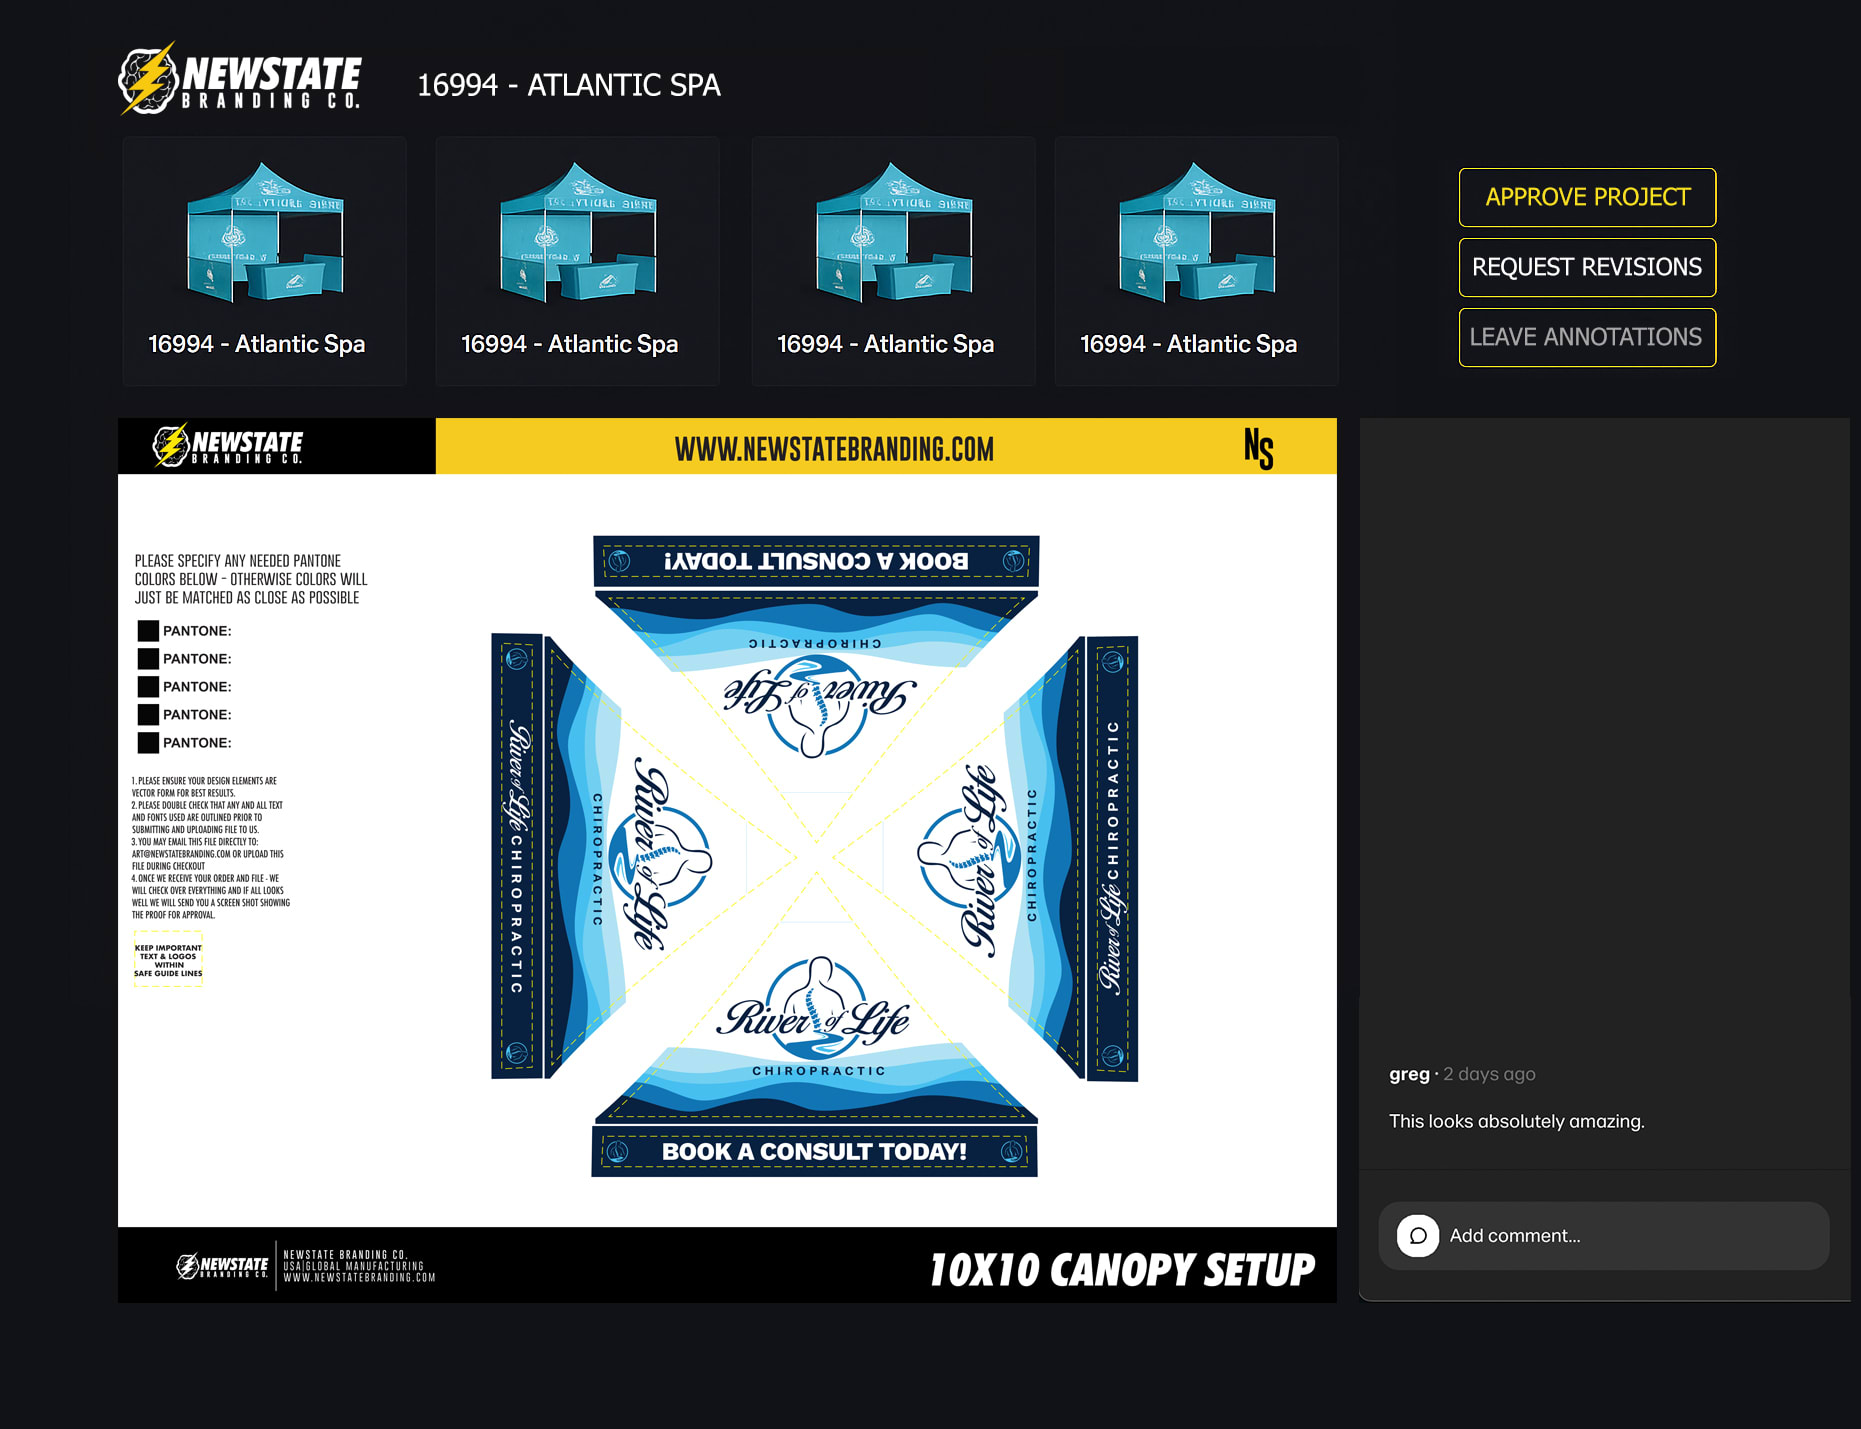 NEWSTATE
BRANDING CO.
16994 - ATLANTIC SPA
16994 - Atlantic Spa
16994 - Atlantic Spa
16994 - Atlantic Spa
16994 - Atlantic Spa
APPROVE PROJECT
REQUEST REVISIONS
LEAVE ANNOTATIONS
NEWSTATE
BRANDING CO.
WWW.NEWSTATEBRANDING.COM
NS
PLEASE SPECIFY ANY NEEDED PANTONE
COLORS BELOW - OTHERWISE COLORS WILL
JUST BE MATCHED AS CLOSE AS POSSIBLE
PANTONE:
PANTONE:
PANTONE:
PANTONE:
PANTONE:
1. PLEASE ENSURE YOUR DESIGN ELEMENTS ARE
VECTOR FORM FOR BEST RESULTS.
2. PLEASE DOUBLE CHECK THAT ANY AND ALL TEXT
AND FONTS USED ARE OUTLINED PRIOR TO
SUBMITTING AND UPLOADING FILE TO US.
3. YOU MAY EMAIL THIS FILE DIRECTLY TO:
ART@NEWSTATEBRANDING.COM OR UPLOAD THIS
FILE DURING CHECKOUT
4. ONCE WE RECEIVE YOUR ORDER AND FILE - WE
WILL CHECK OVER EVERYTHING AND IF ALL LOOKS
WELL WE WILL SEND YOU A SCREEN SHOT SHOWING
THE PROOF FOR APPROVAL.
KEEP IMPORTANT
TEXT & LOGOS
WITHIN
SAFE GUIDE LINES
BOOK A CONSULT TODAY!
CHIROPRACTIC
River of Life
River of Life CHIROPRACTIC
CHIROPRACTIC
River of Life
River of Life
CHIROPRACTIC
River of Life CHIROPRACTIC
River of Life
CHIROPRACTIC
BOOK A CONSULT TODAY!
NEWSTATE
BRANDING CO.
NEWSTATE BRANDING CO.
USA|GLOBAL MANUFACTURING
WWW.NEWSTATEBRANDING.COM
10X10 CANOPY SETUP
greg · 2 days ago
This looks absolutely amazing.
Add comment...